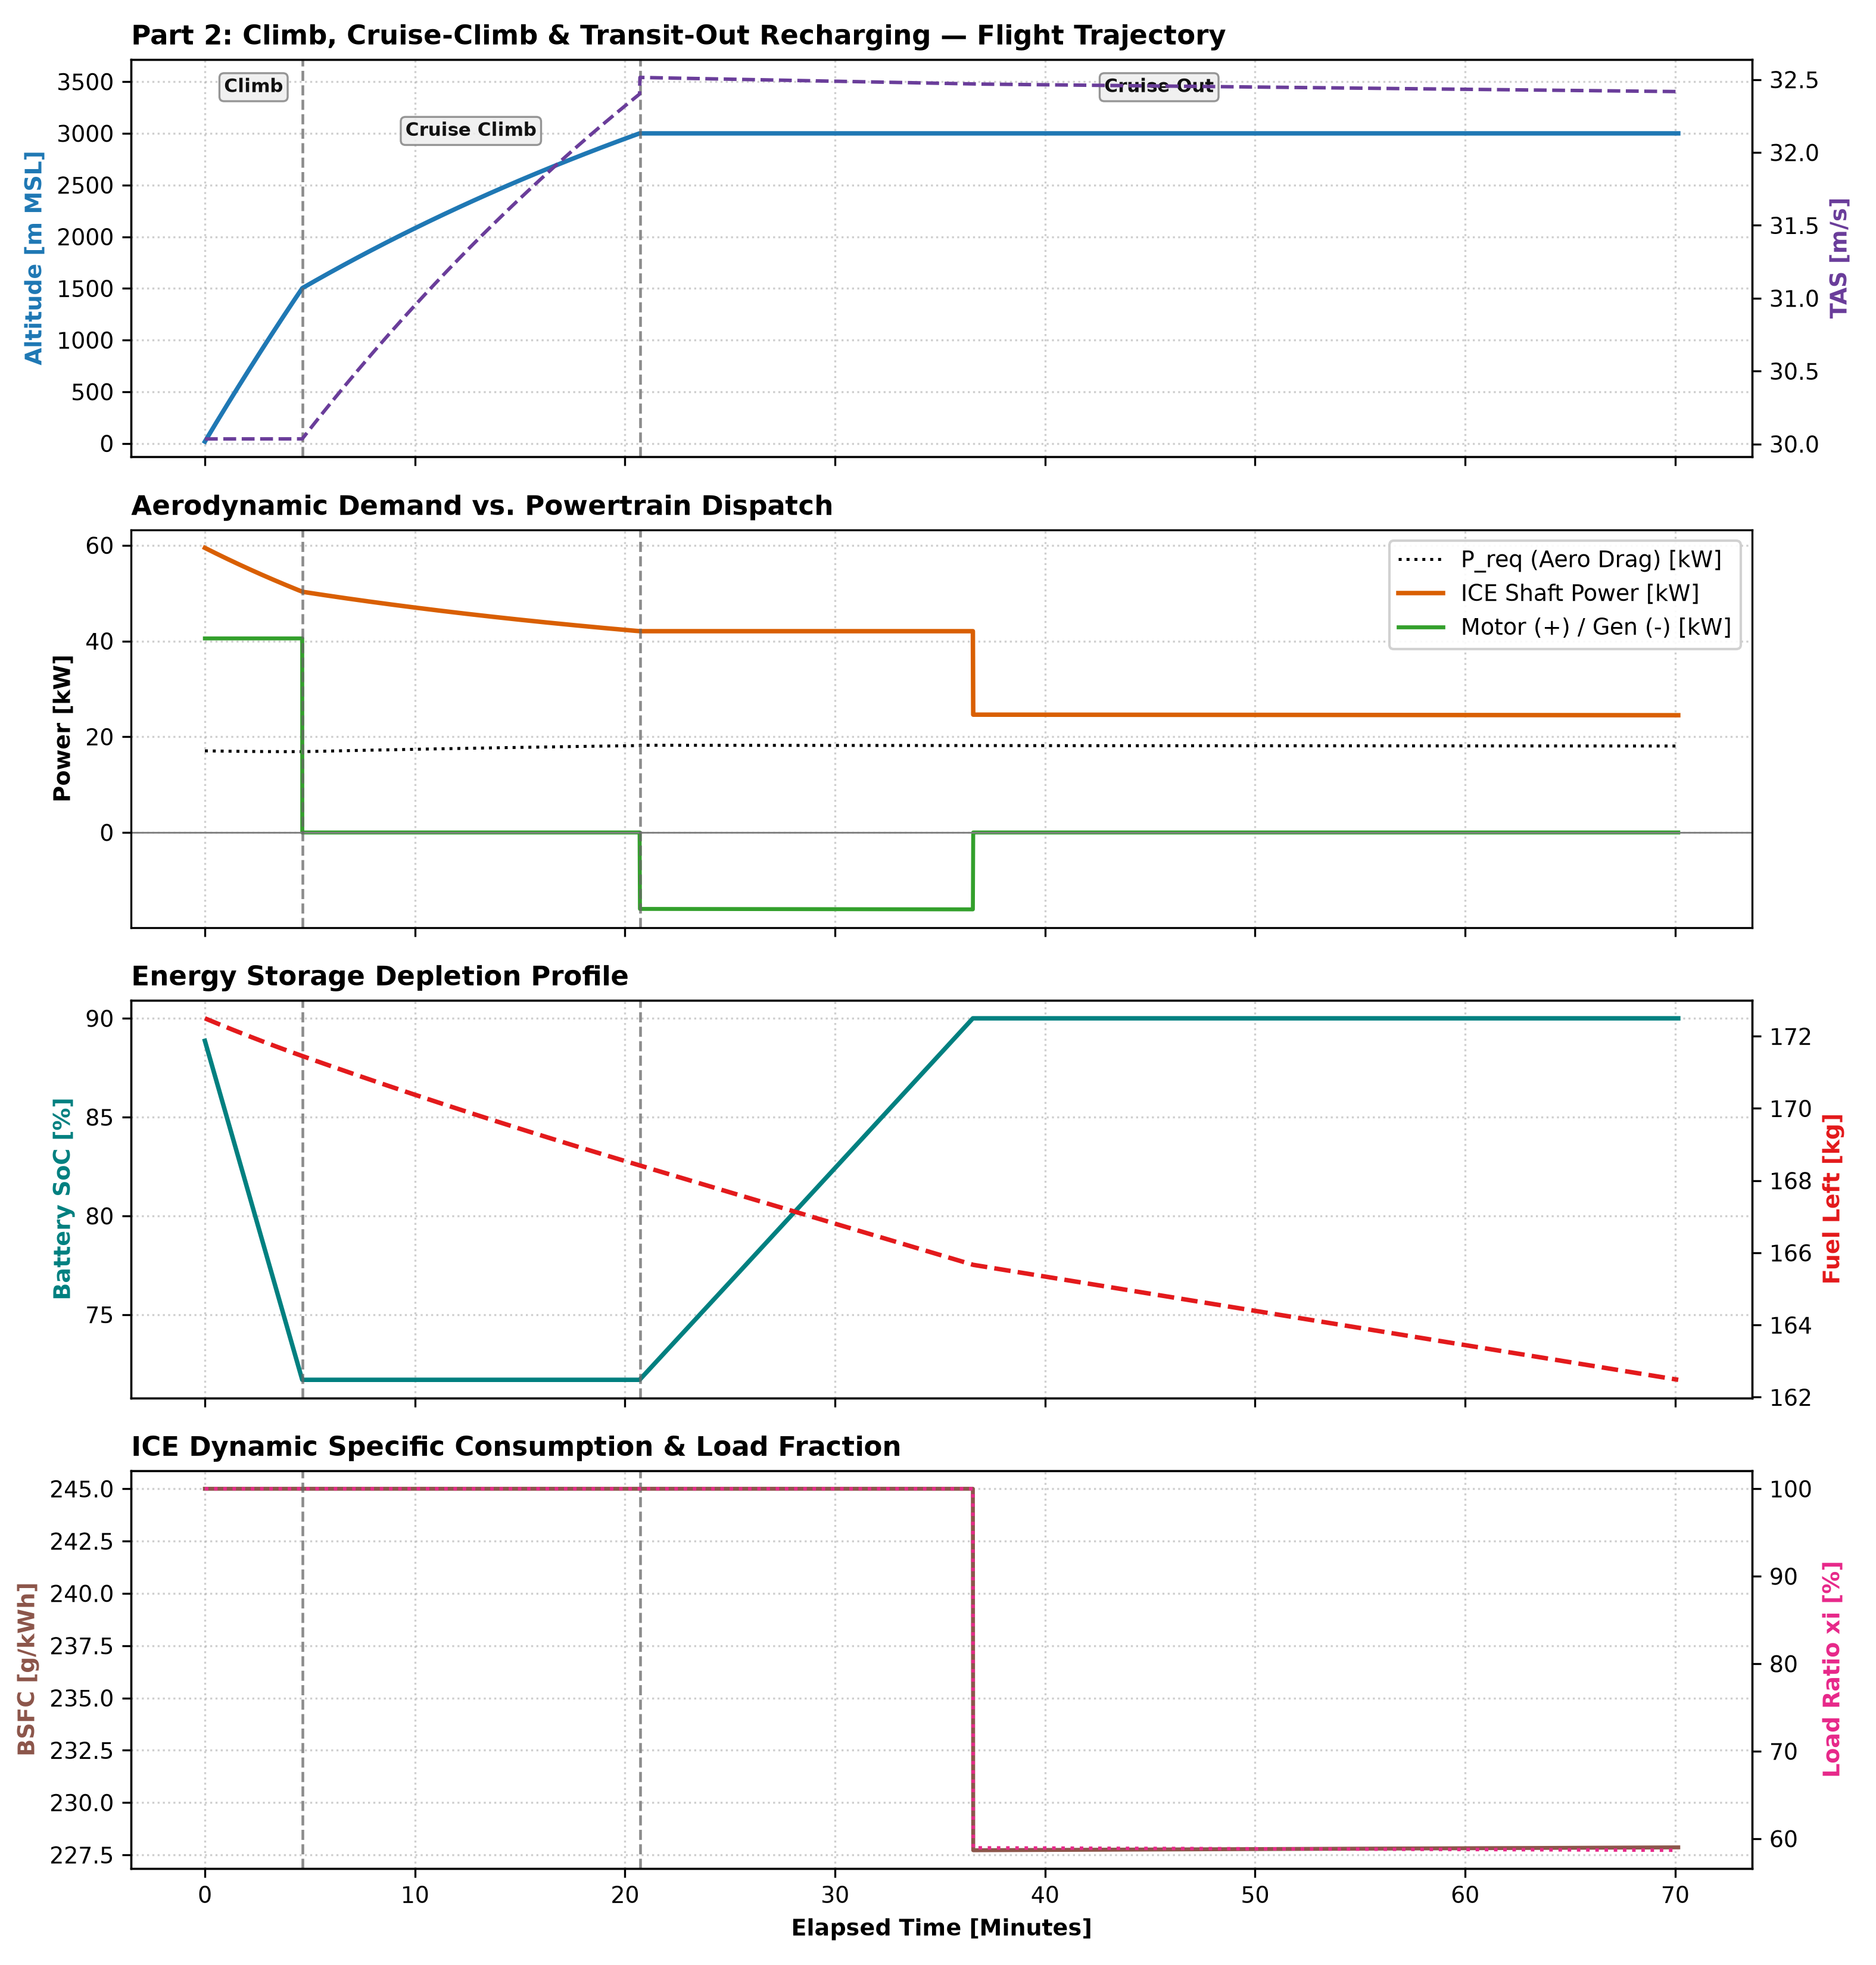 Part 2: Climb, Cruise-Climb & Transit-Out Recharging — Flight Trajectory
Altitude [m MSL]
3500
3000
2500
2000
1500
1000
500
0
Climb
Cruise Climb
Cruise Out
32.5
32.0
31.5
31.0
30.5
30.0
TAS [m/s]
Aerodynamic Demand vs. Powertrain Dispatch
Power [kW]
60
40
20
0
P_req (Aero Drag) [kW]
ICE Shaft Power [kW]
Motor (+) / Gen (-) [kW]
Energy Storage Depletion Profile
Battery SoC [%]
90
85
80
75
172
170
168
166
164
162
Fuel Left [kg]
ICE Dynamic Specific Consumption & Load Fraction
BSFC [g/kWh]
245.0
242.5
240.0
237.5
235.0
232.5
230.0
227.5
100
90
80
70
60
Load Ratio xi [%]
0 10 20 30 40 50 60 70
Elapsed Time [Minutes]